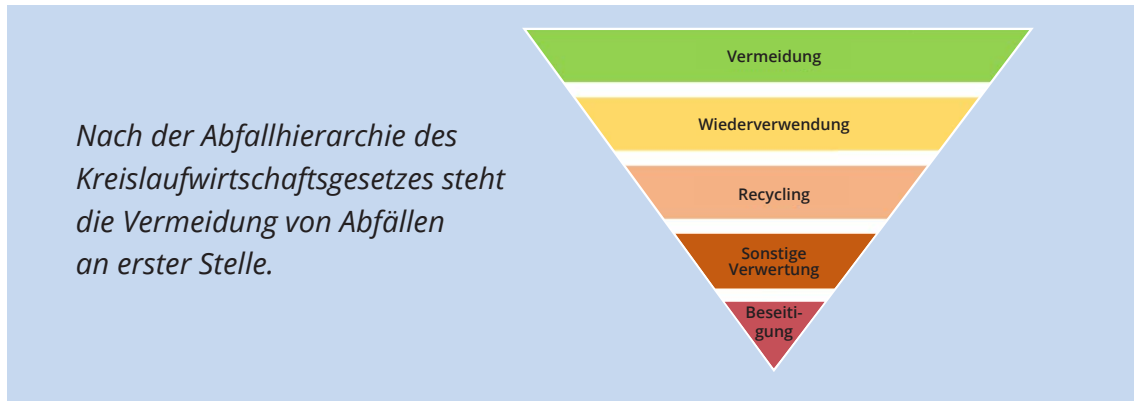 Nach der Abfallhierarchie des
Kreislaufwirtschaftsgesetzes steht
die Vermeidung von Abfällen
an erster Stelle.
Vermeidung
Wiederverwendung
Recycling
Sonstige
Verwertung
Beseiti-
gung